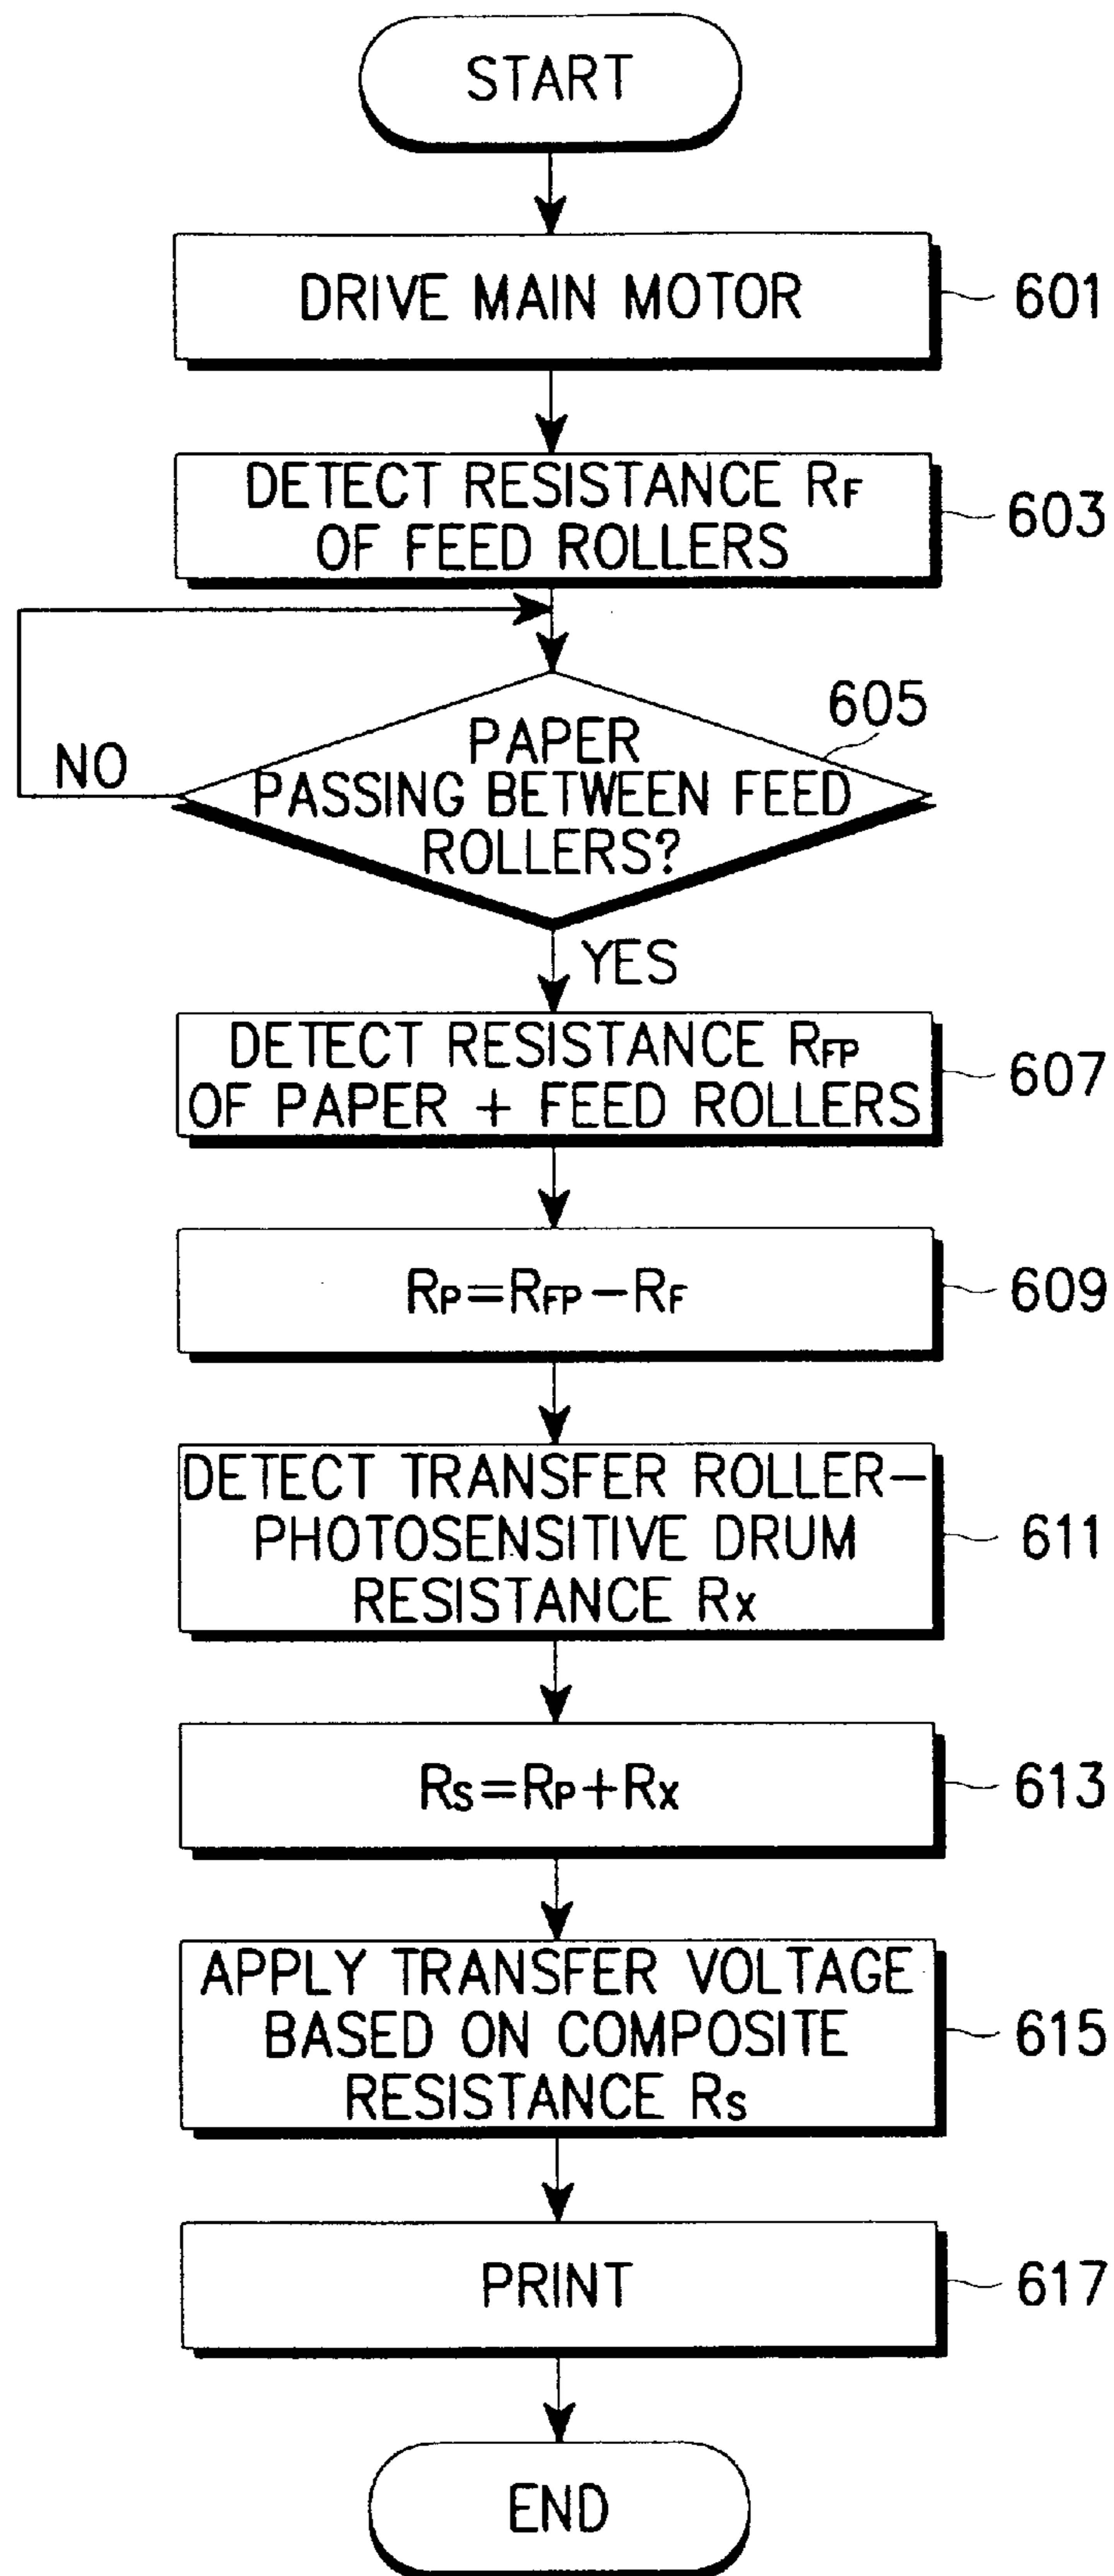 START
DRIVE MAIN MOTOR
601
DETECT RESISTANCE RF
OF FEED ROLLERS
603
605
PAPER
PASSING BETWEEN FEED
ROLLERS?
NO
YES
DETECT RESISTANCE RFP
OF PAPER + FEED ROLLERS
607
RP=RFP-RF
609
DETECT TRANSFER ROLLER-
PHOTOSENSITIVE DRUM
RESISTANCE RX
611
RS=RP+RX
613
APPLY TRANSFER VOLTAGE
BASED ON COMPOSITE
RESISTANCE RS
615
PRINT
617
END